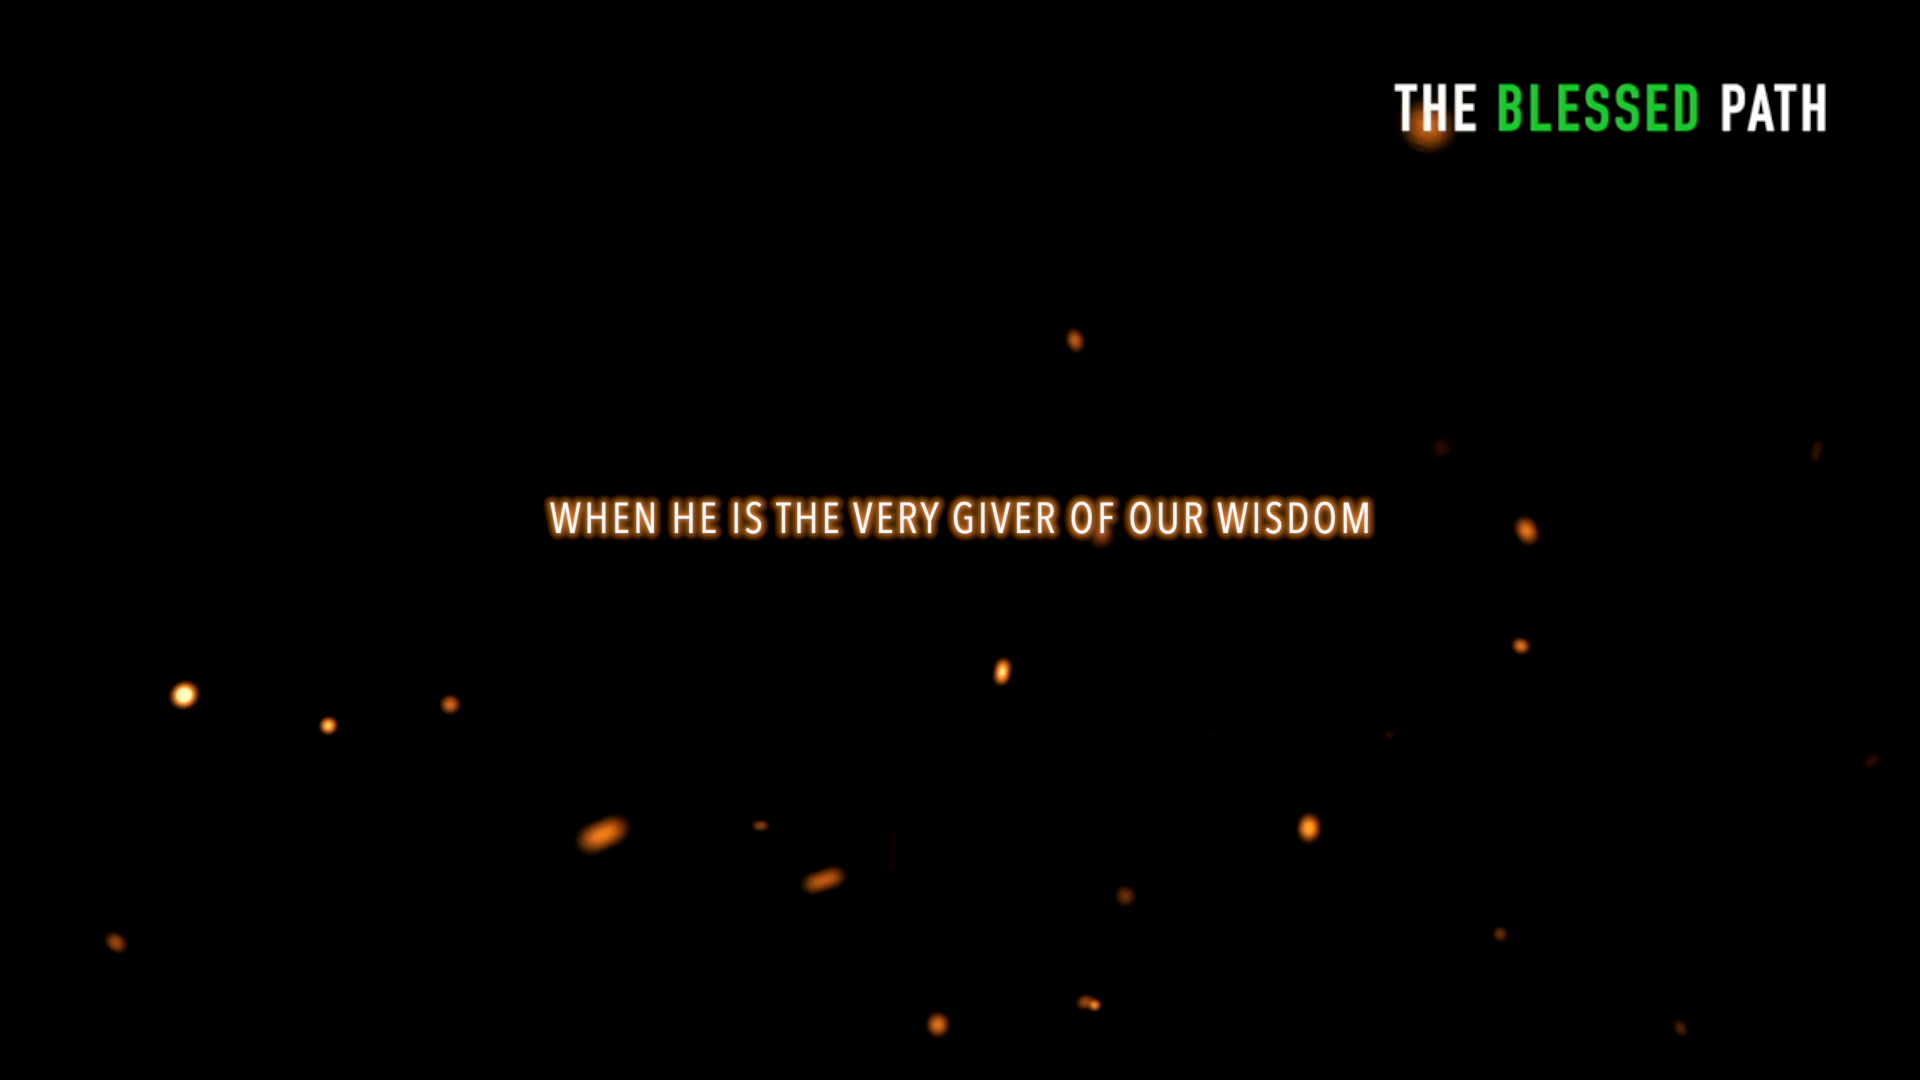 THE BLESSED PATH
WHEN HE IS THE VERY GIVER OF OUR WISDOM